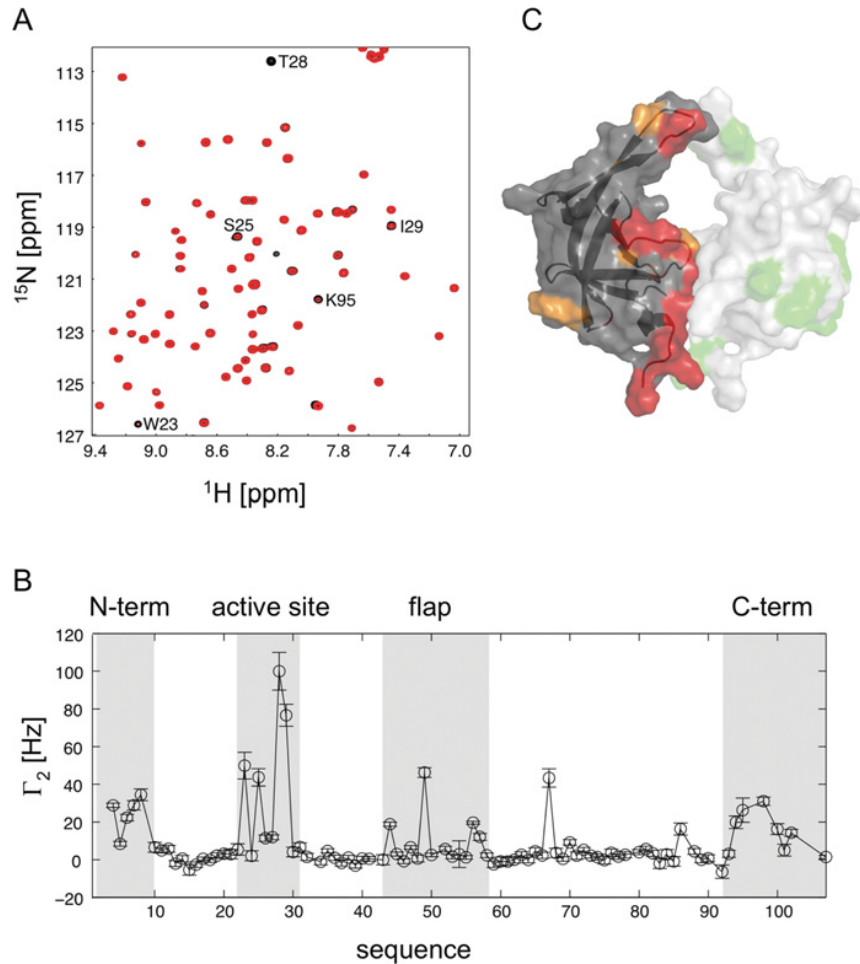 A
C
113
115
117
119
121
123
125
127
15N [ppm]
T28
S25
I29
K95
W23
9.4 9.0 8.6 8.2 7.8 7.4 7.0
1H [ppm]
B
N-term active site flap C-term
120
100
80
60
40
20
0
−20
Γ2 [Hz]
10 20 30 40 50 60 70 80 90 100
sequence